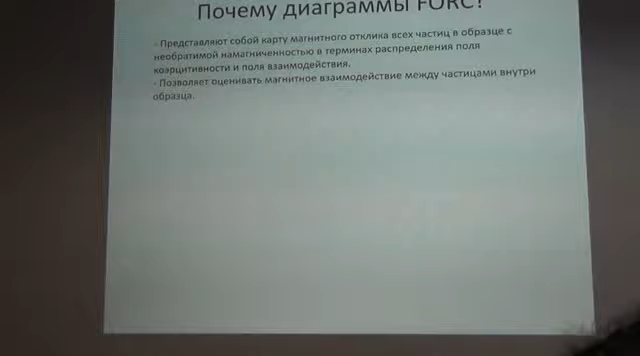 Почему диаграммы FORC?
- Представляют собой карту магнитного отклика всех частиц в образце с
необратимой намагниченностью в терминах распределения поля
коэрцитивности и поля взаимодействия.
- Позволяет оценивать магнитное взаимодействие между частицами внутри
образца.